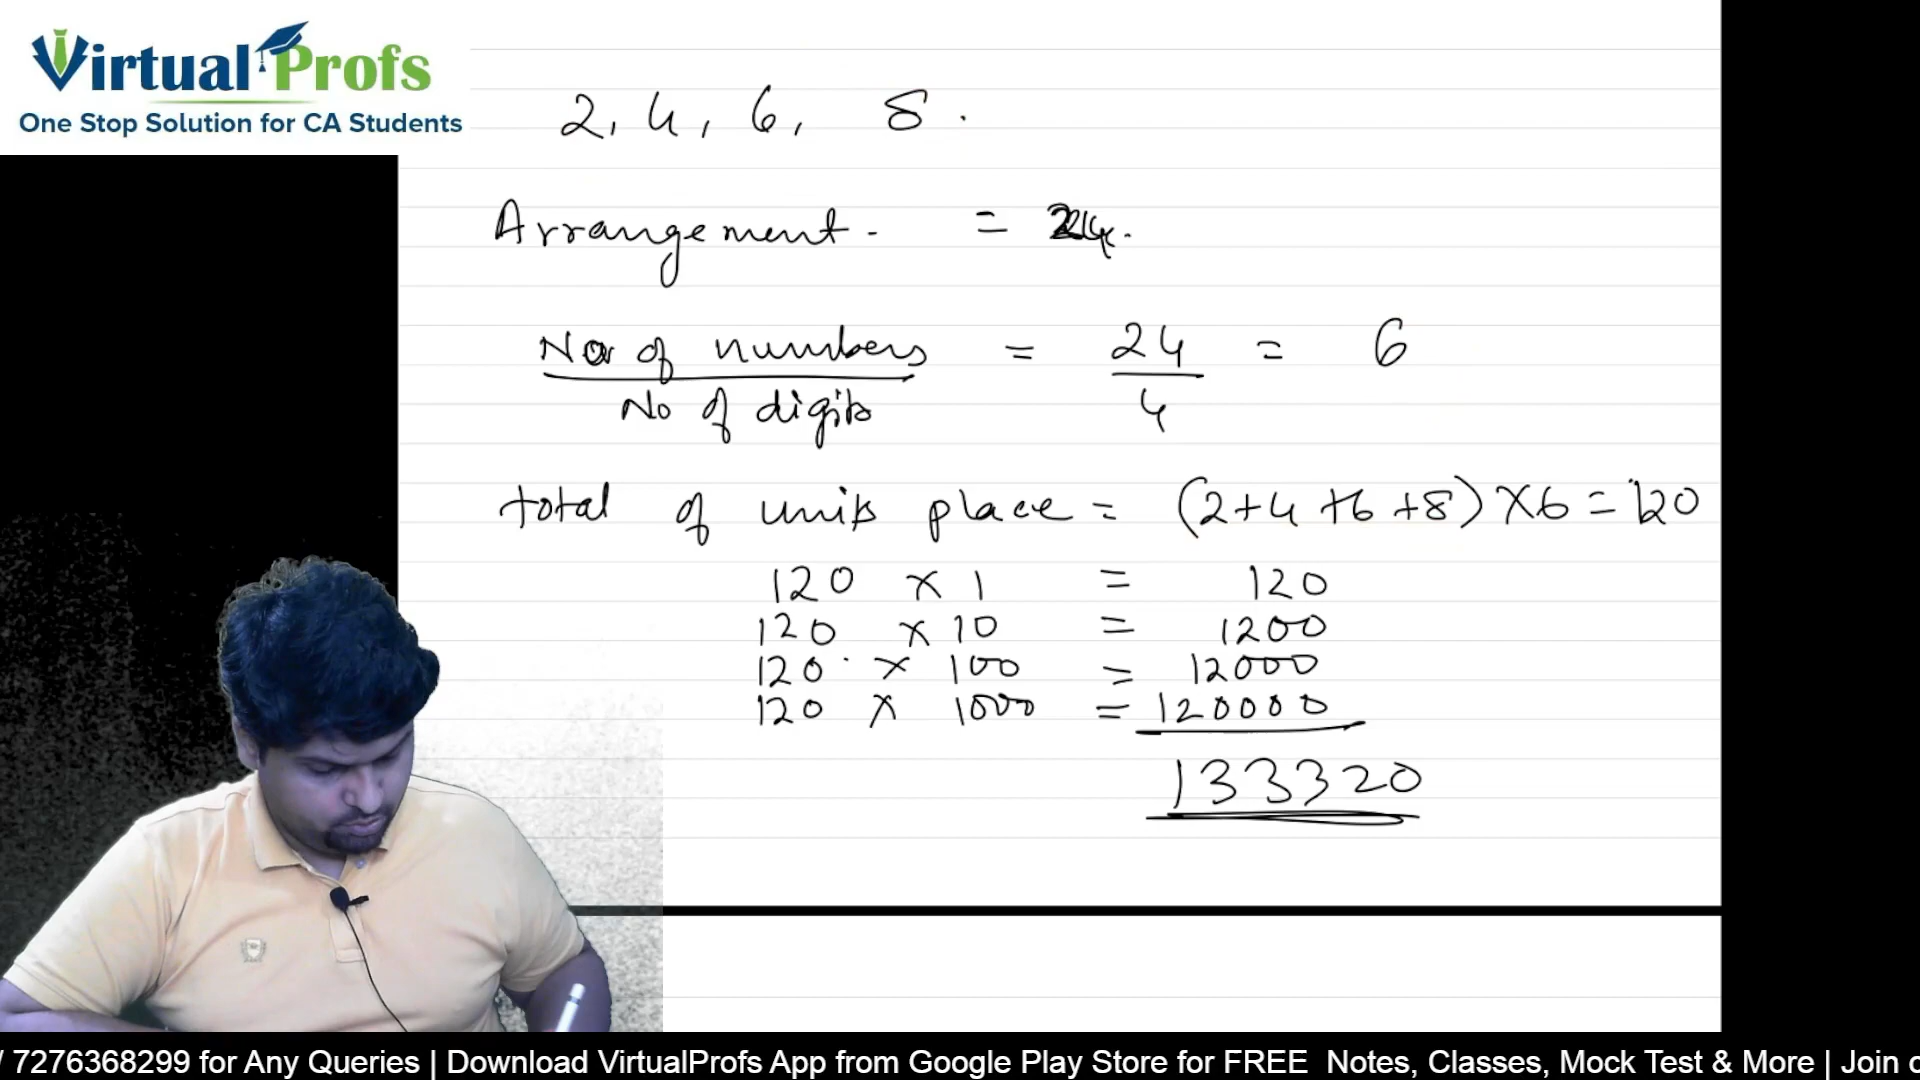 Virtual Profs
One Stop Solution for CA Students
2, 4, 6, 8.
Arrangement. = 24.
No of numbers / No of digits = 24 / 4 = 6
total of units place = (2+4+6+8) × 6 = 120
120 × 1 = 120
120 × 10 = 1200
120 × 100 = 12000
120 × 1000 = 120000
133320
/ 7276368299 for Any Queries | Download VirtualProfs App from Google Play Store for FREE Notes, Classes, Mock Test & More | Join